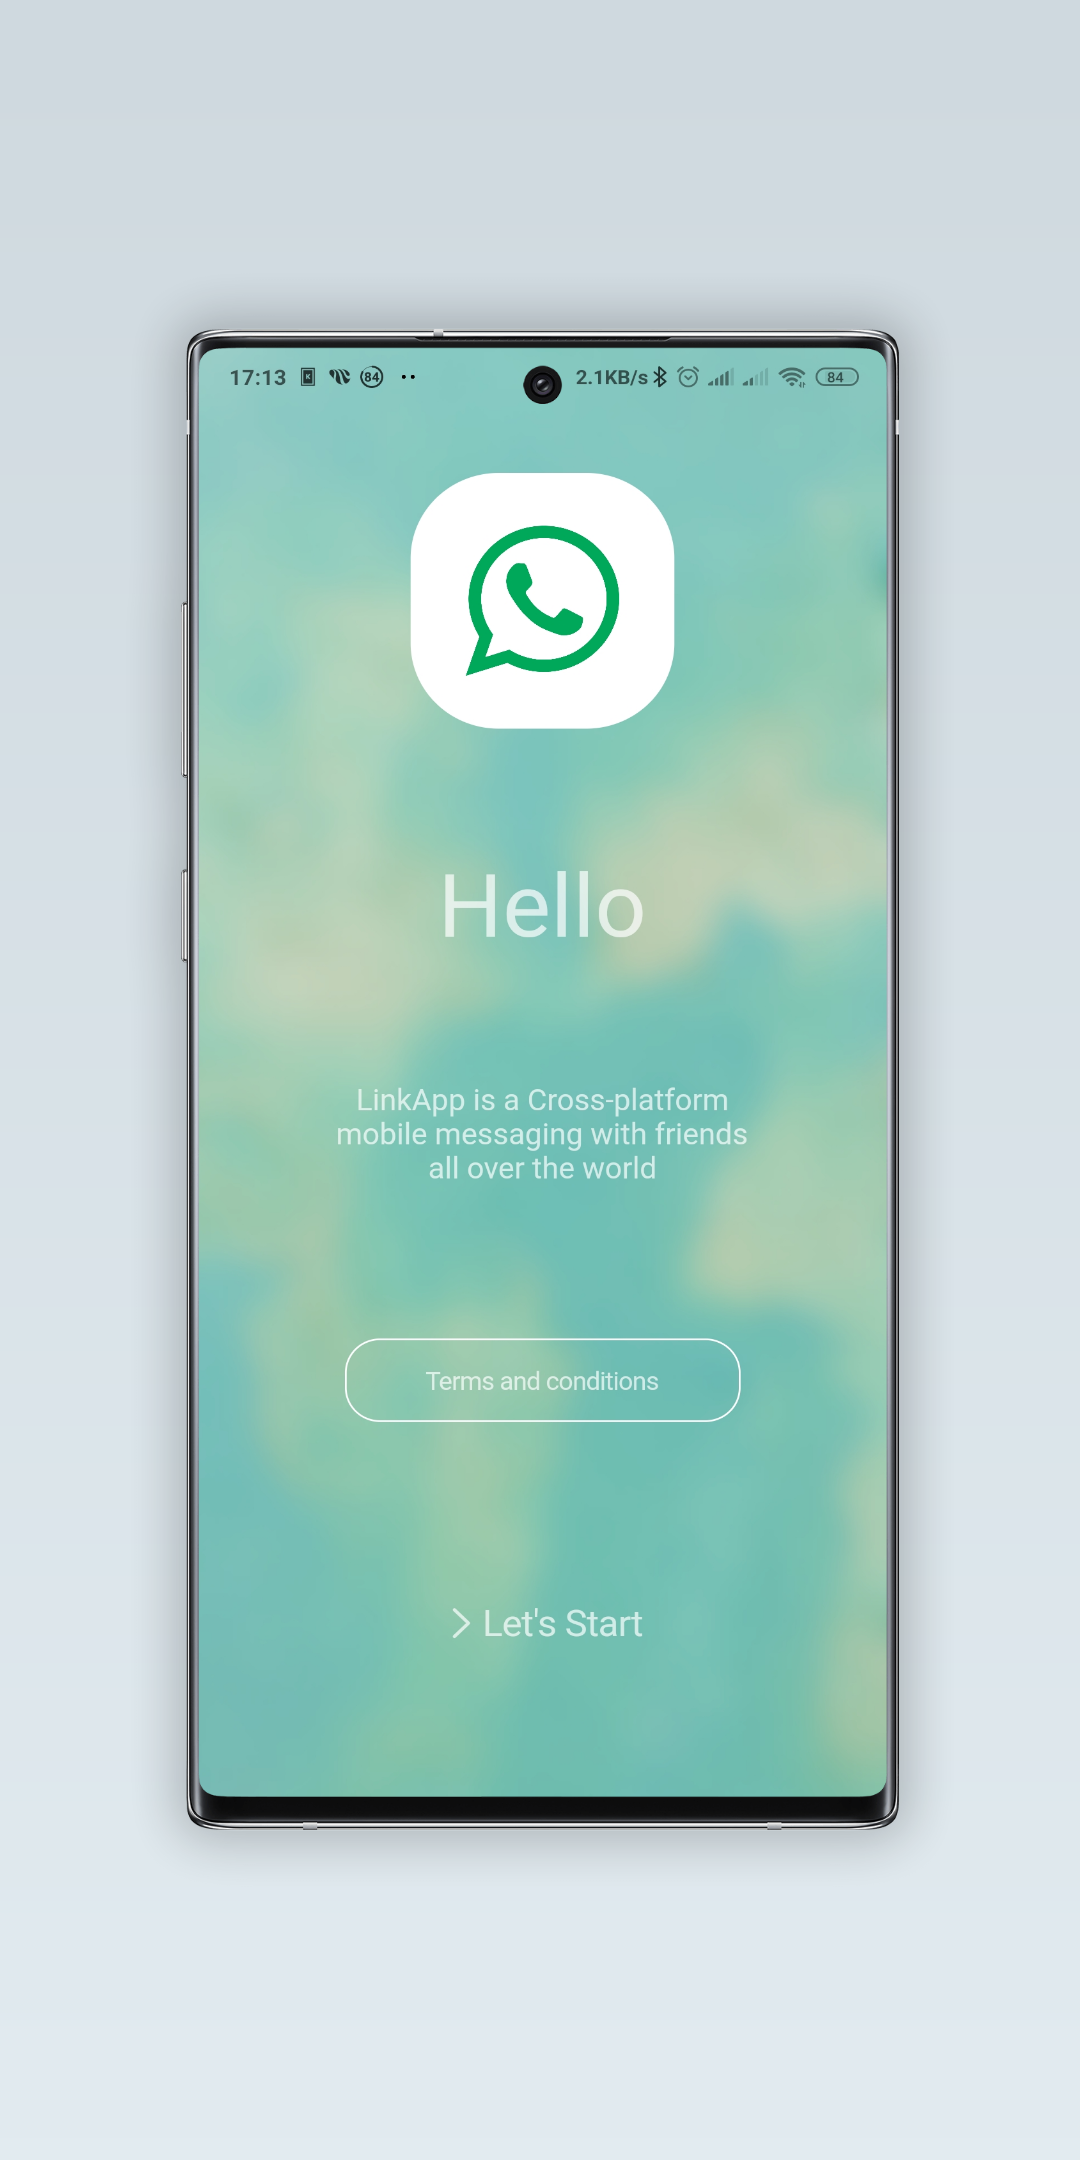 17:13 84 2.1KB/s 84
Hello
LinkApp is a Cross-platform
mobile messaging with friends
all over the world
Terms and conditions
Let's Start